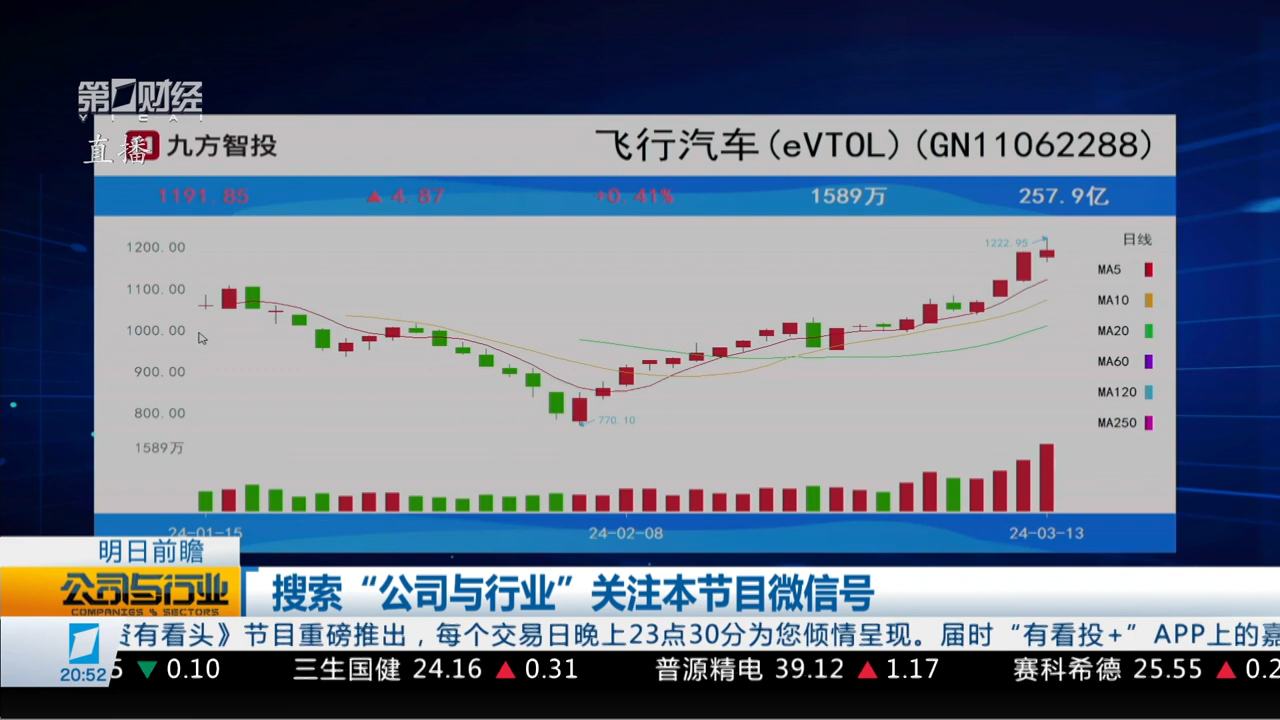 第一财经
YICAI
直播
九方智投
飞行汽车(eVTOL)(GN11062288)
1191.85 ▲4.87 +0.41% 1589万 257.9亿
1222.95
日线
1200.00
1100.00
1000.00
900.00
800.00
1589万
770.10
MA5
MA10
MA20
MA60
MA120
MA250
24-01-15 24-02-08 24-03-13
明日前瞻
公司与行业
COMPANIES & SECTORS
搜索“公司与行业”关注本节目微信号
资有看头》节目重磅推出，每个交易日晚上23点30分为您倾情呈现。届时“有看投+”APP上的嘉
20:52
5 ▼ 0.10 三生国健 24.16 ▲ 0.31 普源精电 39.12 ▲ 1.17 赛科希德 25.55 ▲ 0.2